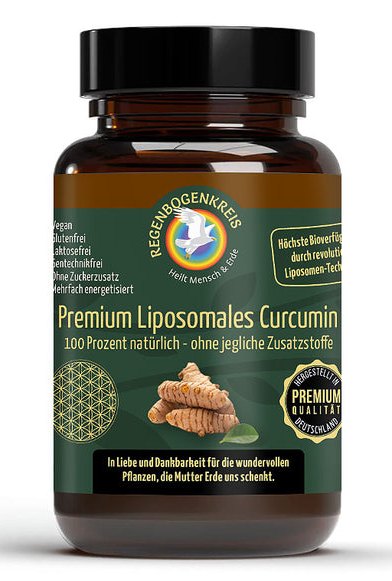 REGENBOGENKREIS
Heilt Mensch & Erde
Vegan
Glutenfrei
Laktosefrei
Gentechnikfrei
Ohne Zuckerzusatz
Mehrfach energetisiert
Höchste Bioverfüg
durch revolutio
Liposomen-Tech
Premium Liposomales Curcumin
100 Prozent natürlich - ohne jegliche Zusatzstoffe
HERGESTELLT IN
PREMIUM
QUALITÄT
DEUTSCHLAND
In Liebe und Dankbarkeit für die wundervollen
Pflanzen, die Mutter Erde uns schenkt.